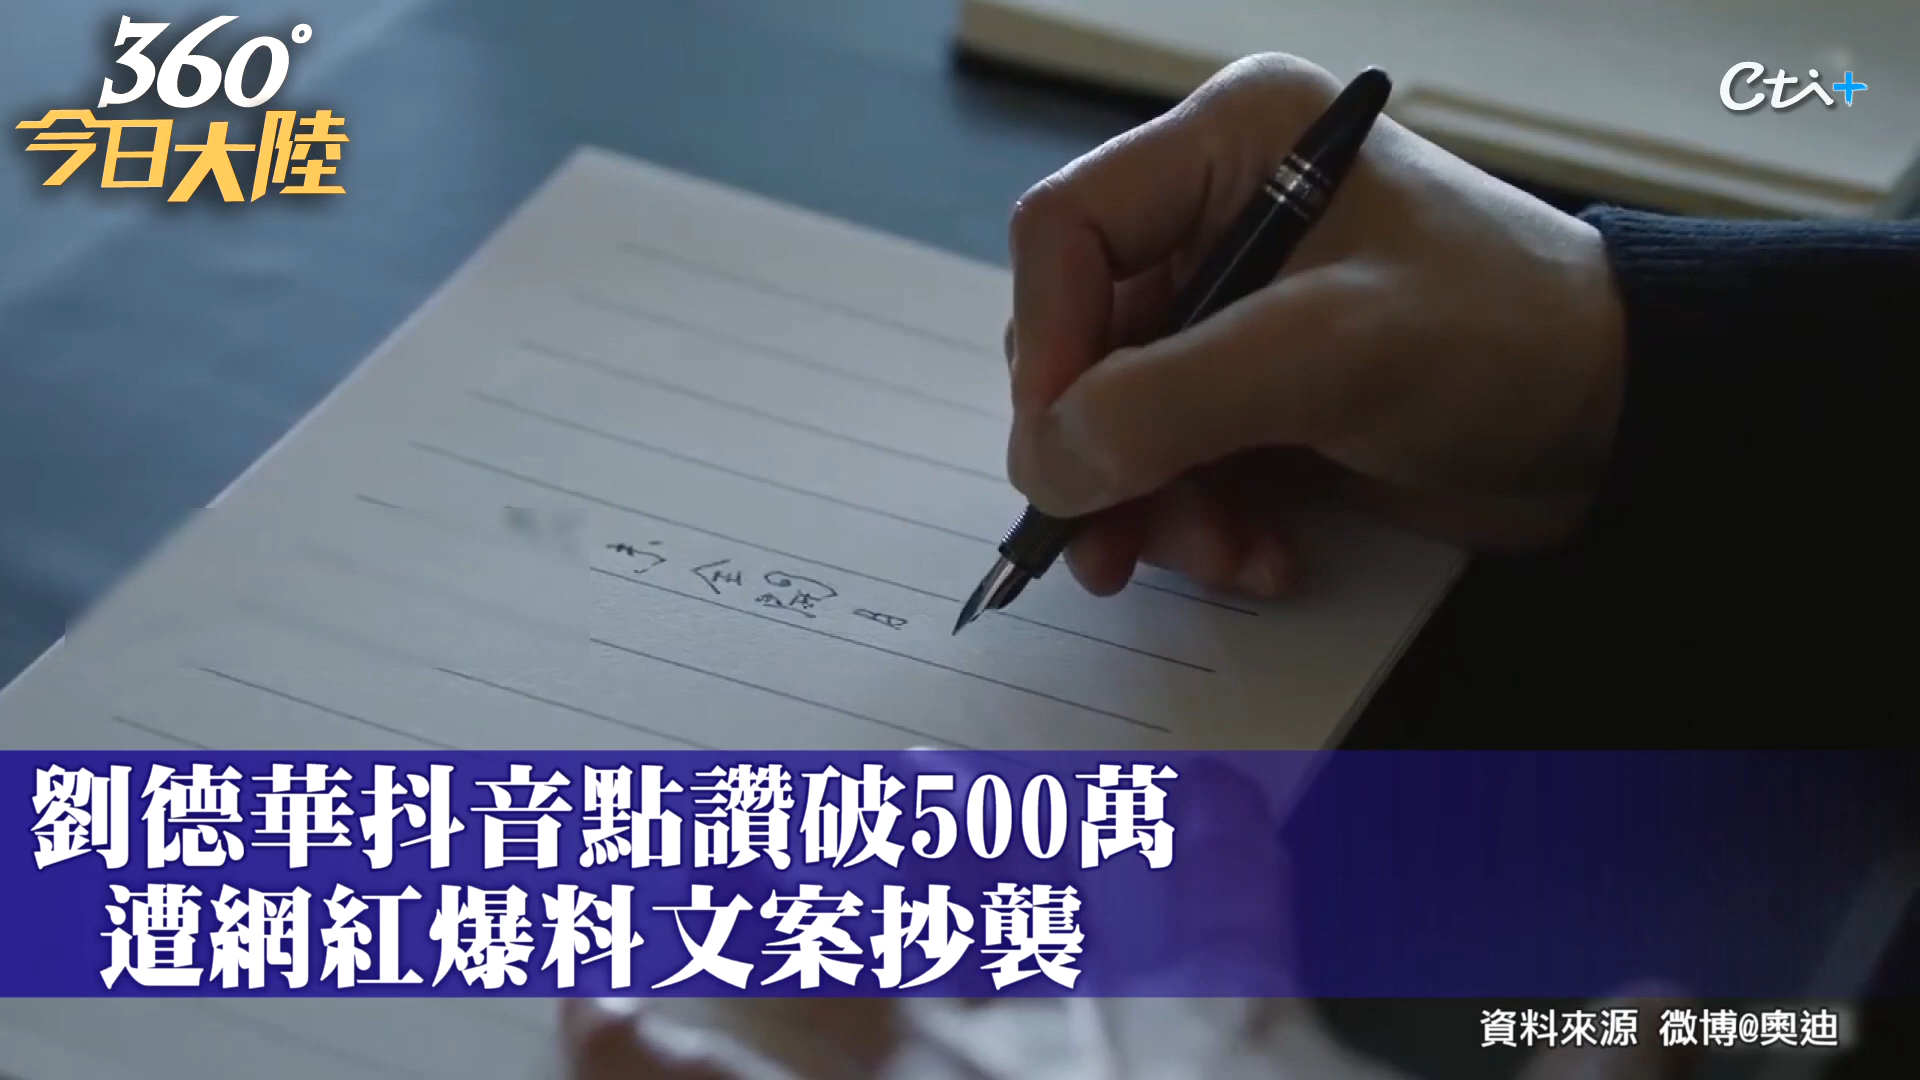 360°
今日大陸
Cti+
劉德華抖音點讚破500萬
遭網紅爆料文案抄襲
資料來源 微博@奧迪